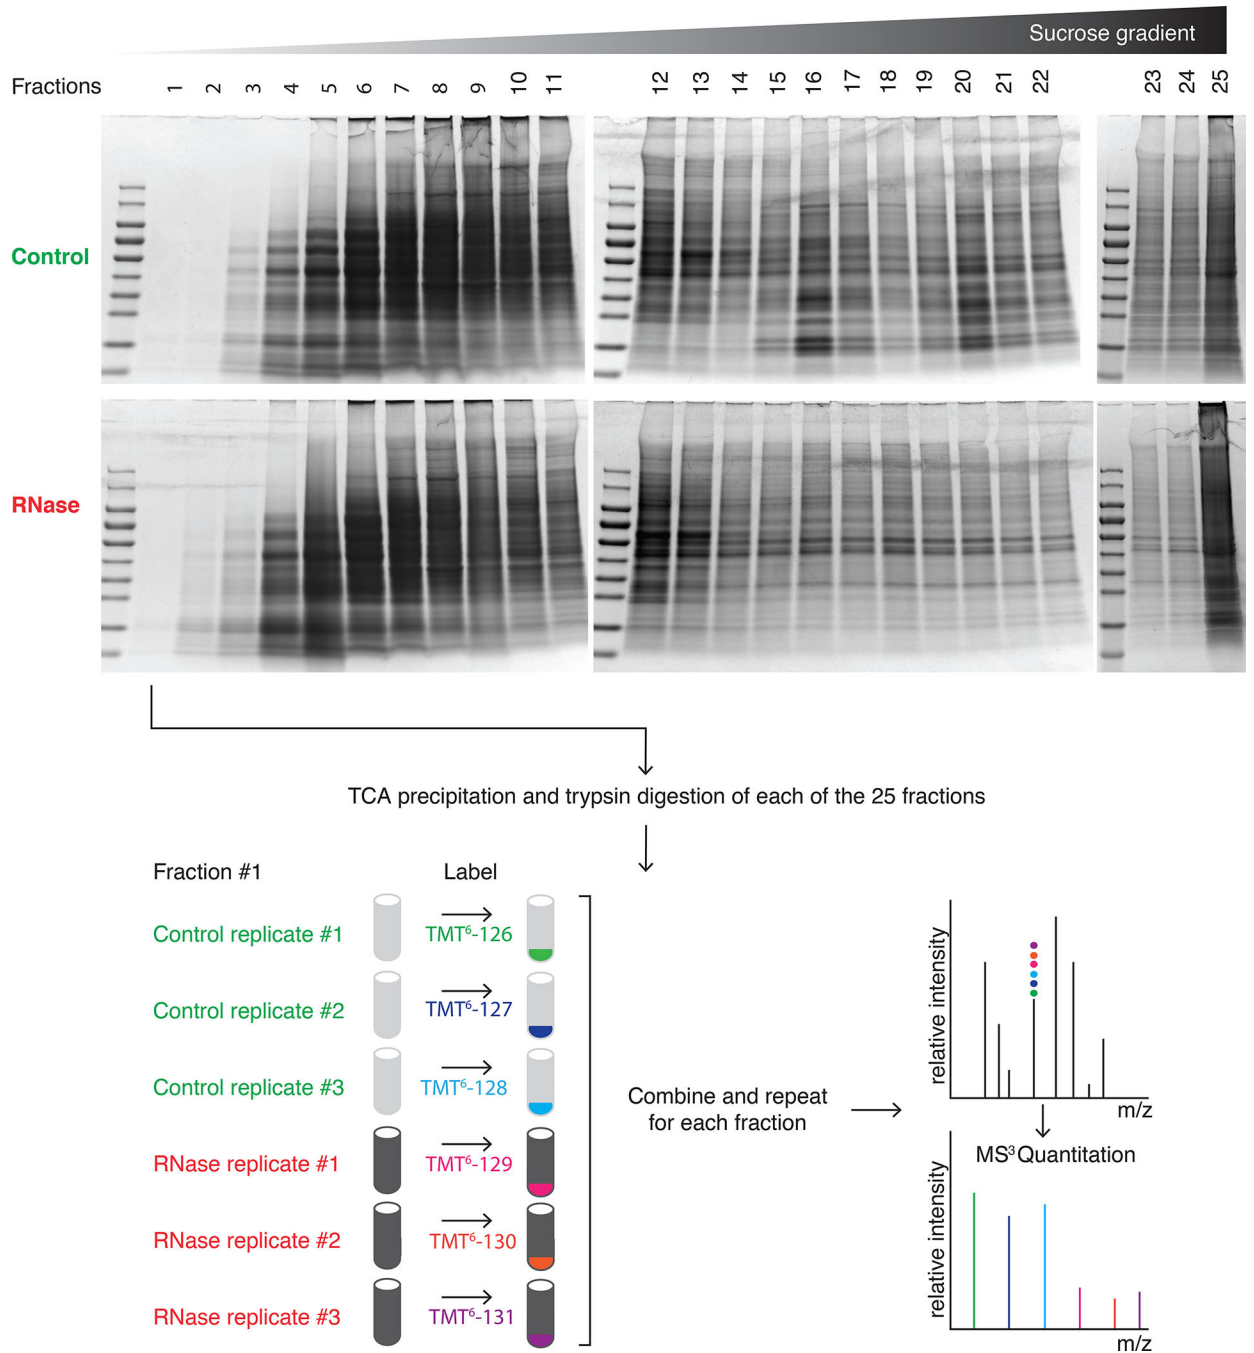 Sucrose gradient
Fractions 1 2 3 4 5 6 7 8 9 10 11 12 13 14 15 16 17 18 19 20 21 22 23 24 25
Control
RNase
TCA precipitation and trypsin digestion of each of the 25 fractions
Fraction #1 Label
Control replicate #1 TMT⁶-126
Control replicate #2 TMT⁶-127
Control replicate #3 TMT⁶-128
RNase replicate #1 TMT⁶-129
RNase replicate #2 TMT⁶-130
RNase replicate #3 TMT⁶-131
Combine and repeat
for each fraction
relative intensity
m/z
MS³Quantitation
relative intensity
m/z